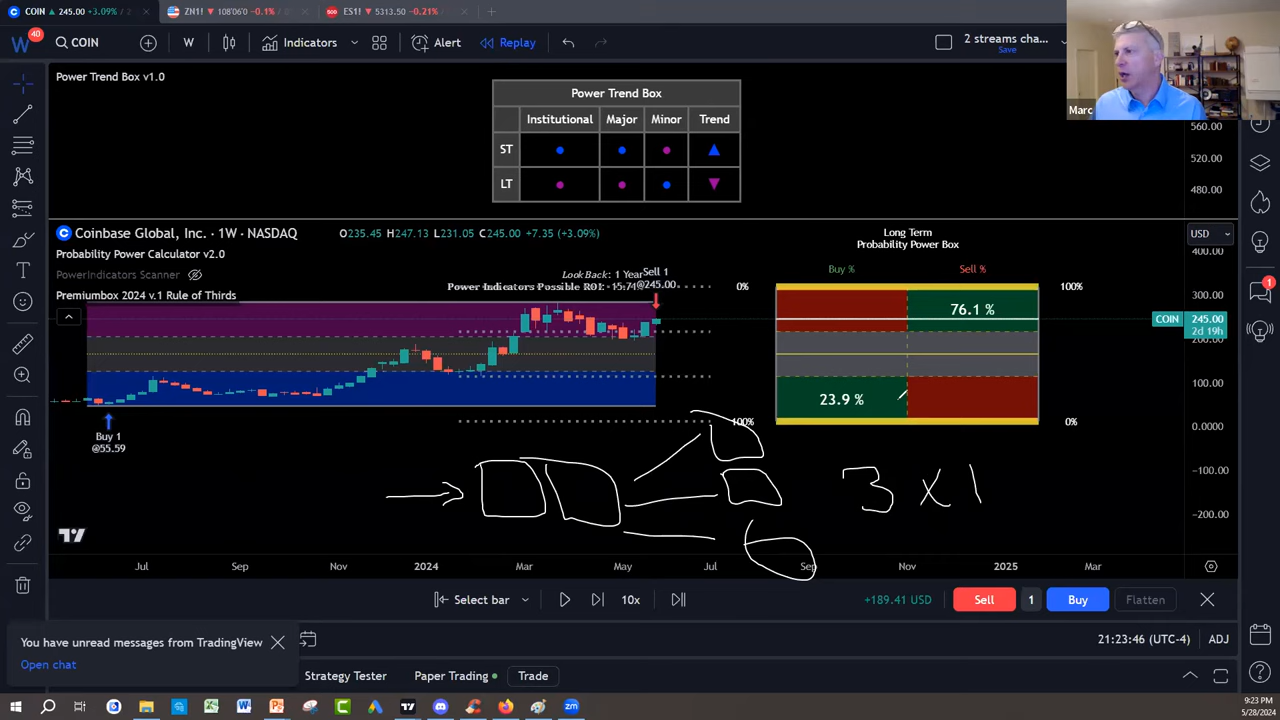 COIN 245.00 +3.09%
ZN1! 108'06'0 −0.1%
ES1! 5313.50 −0.21%
40
COIN
W
Indicators
Alert
Replay
2 streams cha...
Save
Marc
Power Trend Box v1.0
Power Trend Box
Institutional Major Minor Trend
ST
LT
560.00
520.00
480.00
Coinbase Global, Inc. · 1W · NASDAQ O235.45 H247.13 L231.05 C245.00 +7.35 (+3.09%)
Probability Power Calculator v2.0
PowerIndicators Scanner
Premiumbox 2024 v.1 Rule of Thirds
Look Back: 1 Year
Power Indicators Possible ROI: -15.74
Sell 1
@245.00
Buy 1
@55.59
0%
100%
Long Term
Probability Power Box
Buy % Sell %
76.1 %
23.9 %
100%
0%
USD
400.00
300.00
COIN 245.00
2d 19h
200.00
100.00
0.0000
-100.00
-200.00
1
3 X 1
Jul Sep Nov 2024 Mar May Jul Sep Nov 2025 Mar
Select bar
10x
+189.41 USD
Sell 1 Buy
Flatten
You have unread messages from TradingView
Open chat
21:23:46 (UTC-4) ADJ
Strategy Tester Paper Trading Trade
9:23 PM
5/28/2024